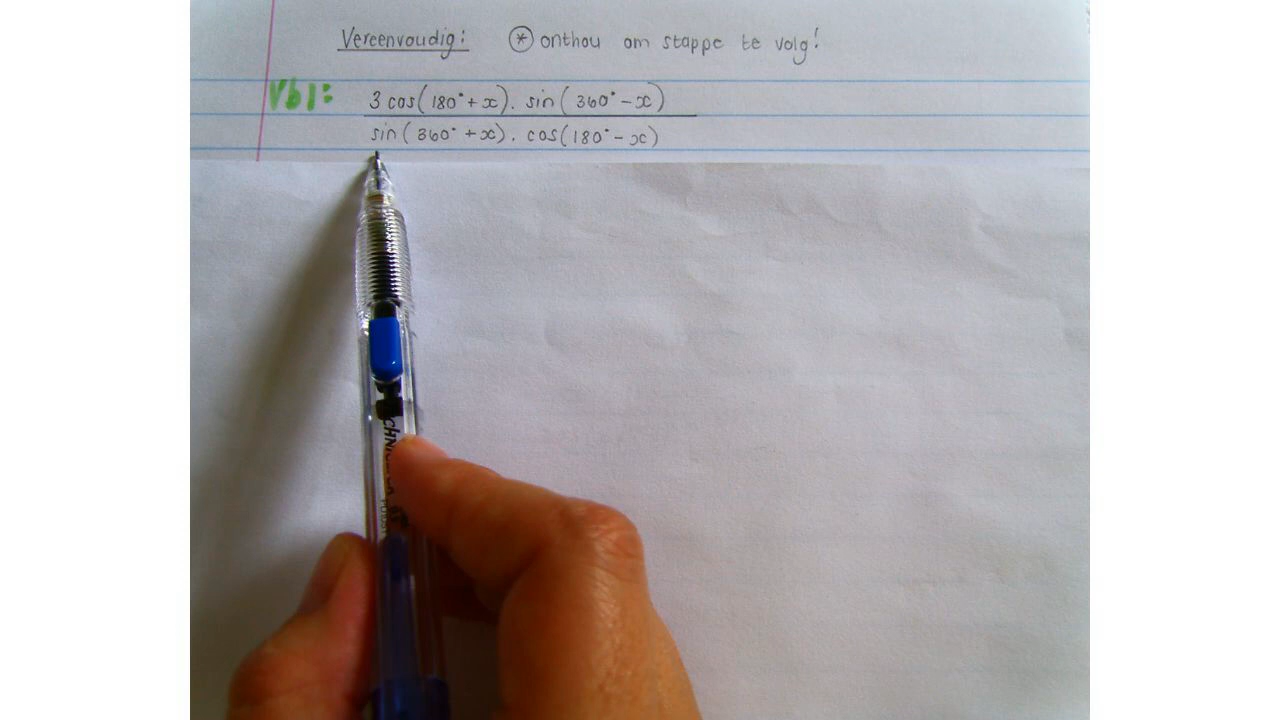 Vereenvoudig: * onthou om stappe te volg!
Vb1: 3 cos(180° + x). sin(360° - x)
sin(360° + x). cos(180° - x)